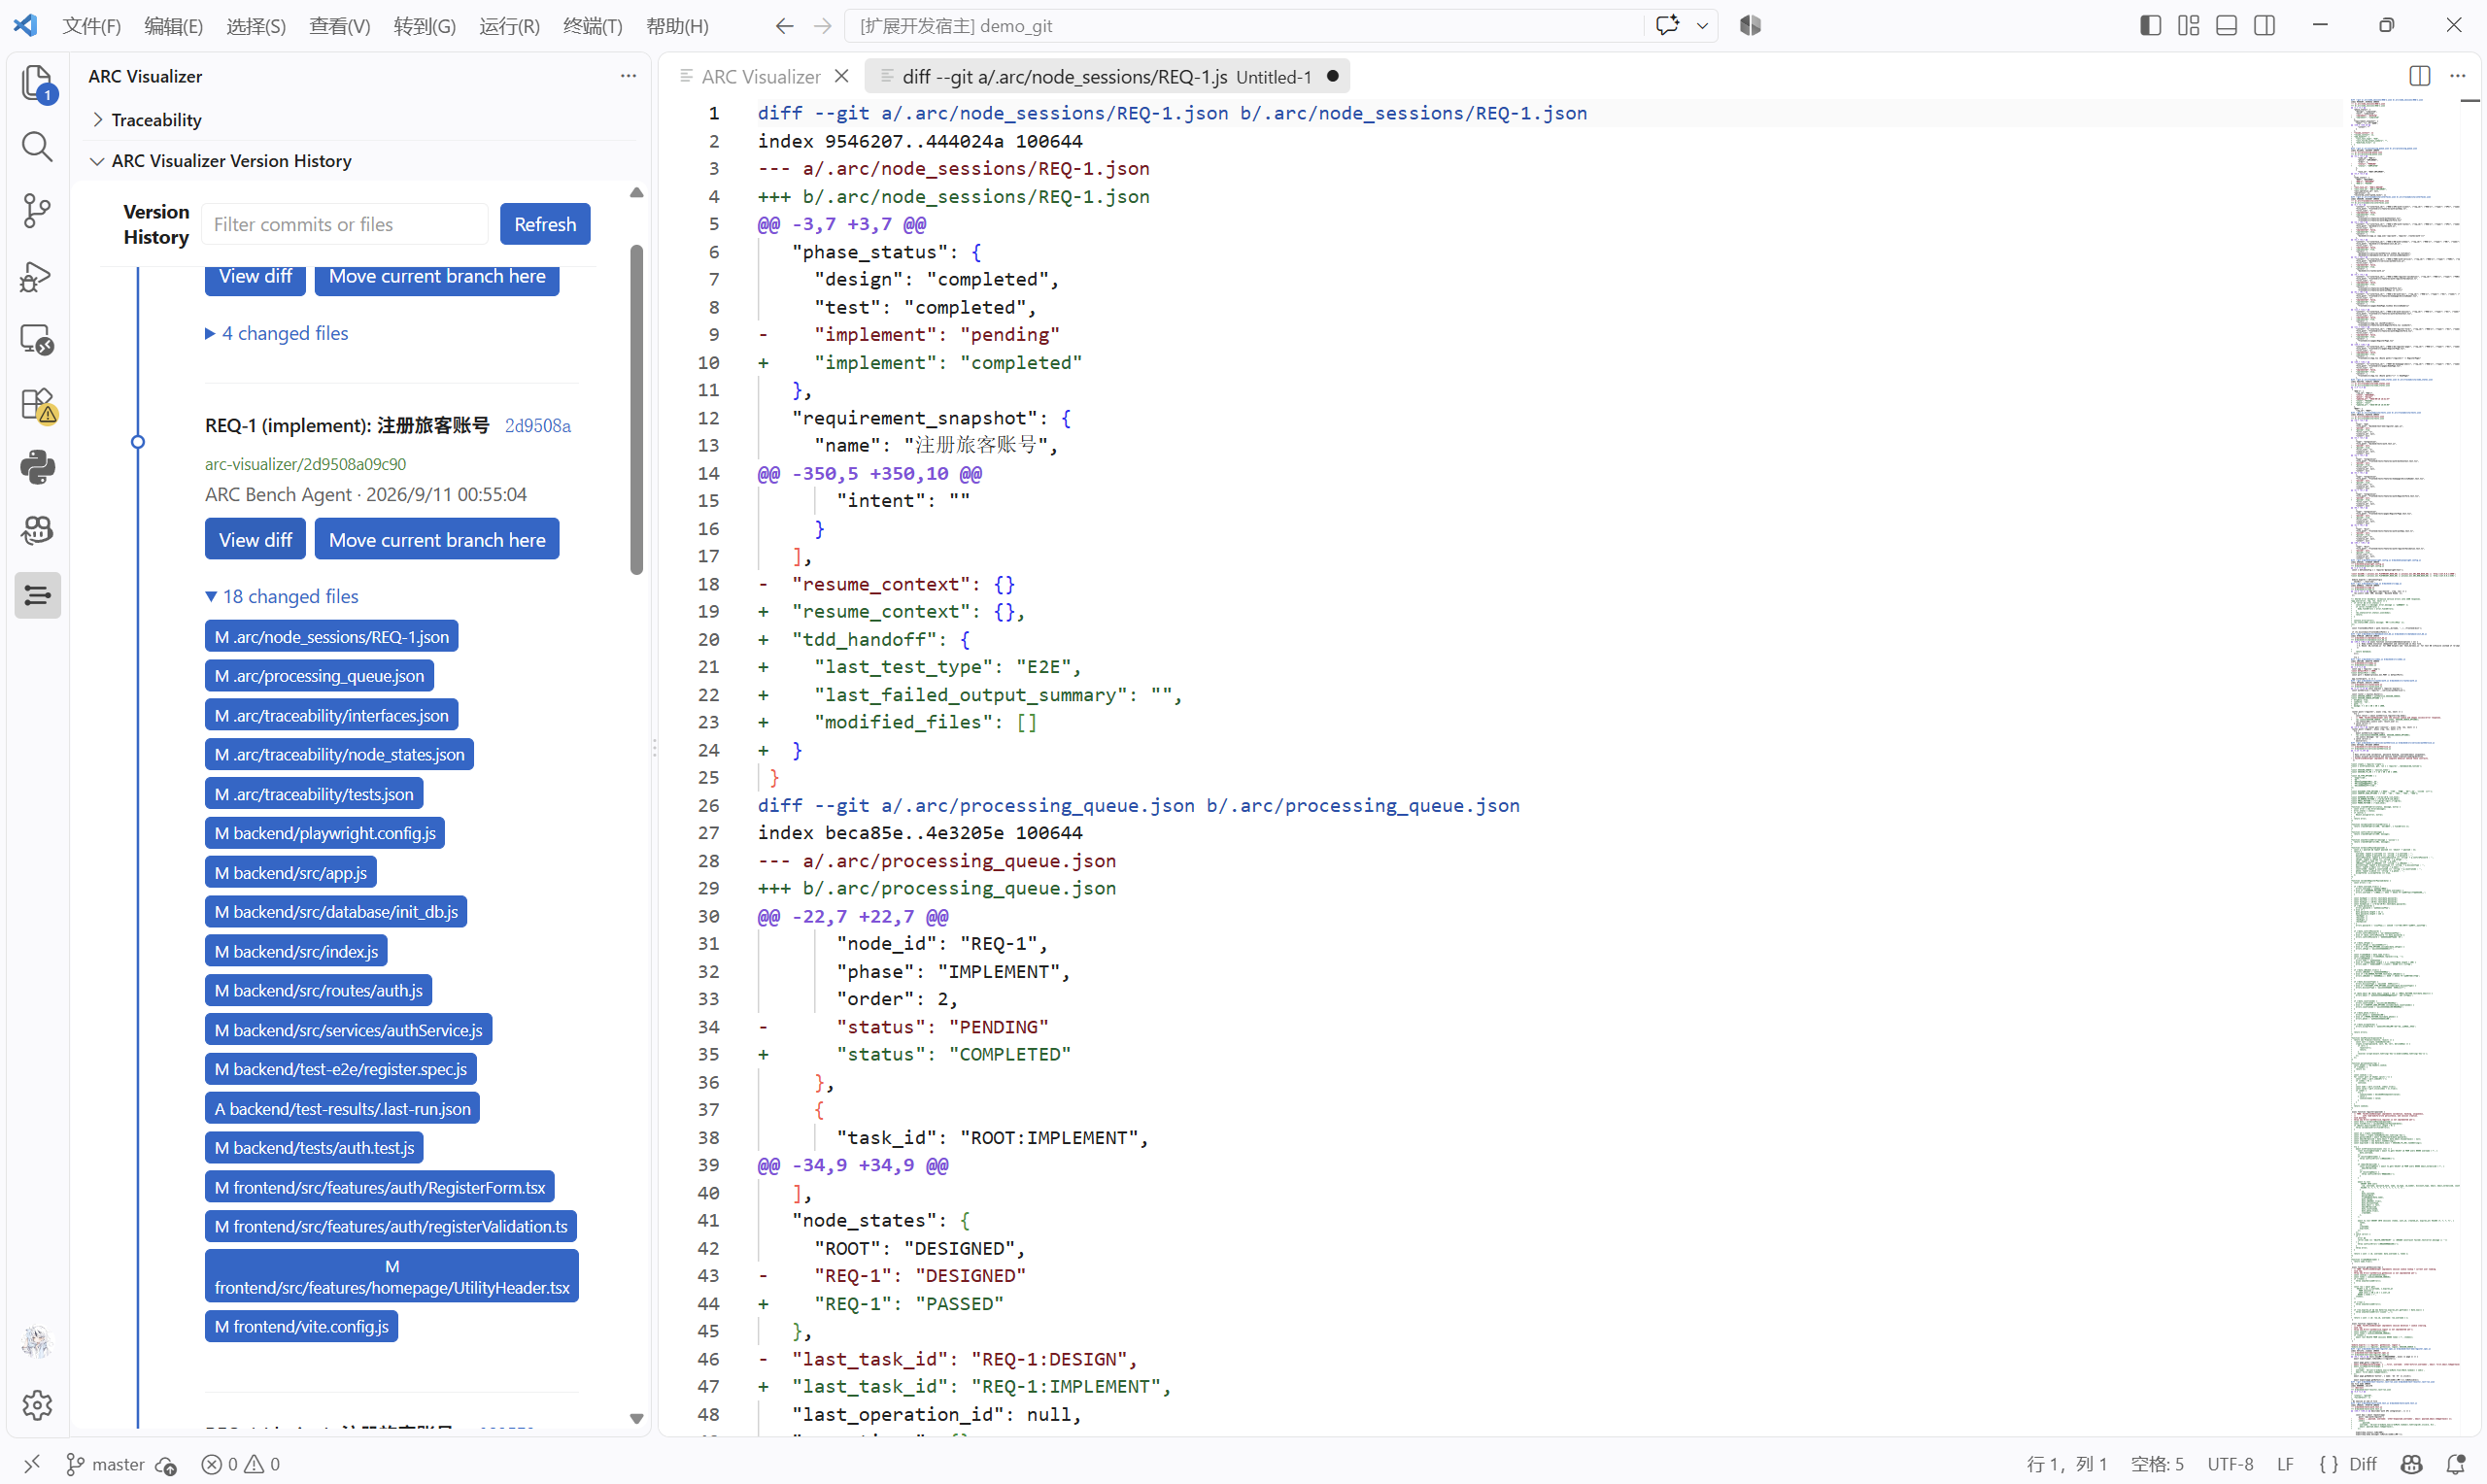 文件(F) 编辑(E) 选择(S) 查看(V) 转到(G) 运行(R) 终端(T) 帮助(H)
[扩展开发宿主] demo_git
ARC Visualizer
Traceability
ARC Visualizer Version History
Version History
Filter commits or files
Refresh
View diff
Move current branch here
4 changed files
REQ-1 (implement): 注册旅客账号 2d9508a
arc-visualizer/2d9508a09c90
ARC Bench Agent · 2026/9/11 00:55:04
View diff
Move current branch here
18 changed files
M .arc/node_sessions/REQ-1.json
M .arc/processing_queue.json
M .arc/traceability/interfaces.json
M .arc/traceability/node_states.json
M .arc/traceability/tests.json
M backend/playwright.config.js
M backend/src/app.js
M backend/src/database/init_db.js
M backend/src/index.js
M backend/src/routes/auth.js
M backend/src/services/authService.js
M backend/test-e2e/register.spec.js
A backend/test-results/.last-run.json
M backend/tests/auth.test.js
M frontend/src/features/auth/RegisterForm.tsx
M frontend/src/features/auth/registerValidation.ts
M
frontend/src/features/homepage/UtilityHeader.tsx
M frontend/vite.config.js
1
ARC Visualizer
diff --git a/.arc/node_sessions/REQ-1.js Untitled-1
1 diff --git a/.arc/node_sessions/REQ-1.json b/.arc/node_sessions/REQ-1.json
2 index 9546207..444024a 100644
3 --- a/.arc/node_sessions/REQ-1.json
4 +++ b/.arc/node_sessions/REQ-1.json
5 @@ -3,7 +3,7 @@
6 "phase_status": {
7 "design": "completed",
8 "test": "completed",
9 - "implement": "pending"
10 + "implement": "completed"
11 },
12 "requirement_snapshot": {
13 "name": "注册旅客账号",
14 @@ -350,5 +350,10 @@
15 "intent": ""
16 }
17 ],
18 - "resume_context": {}
19 + "resume_context": {},
20 + "tdd_handoff": {
21 + "last_test_type": "E2E",
22 + "last_failed_output_summary": "",
23 + "modified_files": []
24 + }
25 }
26 diff --git a/.arc/processing_queue.json b/.arc/processing_queue.json
27 index beca85e..4e3205e 100644
28 --- a/.arc/processing_queue.json
29 +++ b/.arc/processing_queue.json
30 @@ -22,7 +22,7 @@
31 "node_id": "REQ-1",
32 "phase": "IMPLEMENT",
33 "order": 2,
34 - "status": "PENDING"
35 + "status": "COMPLETED"
36 },
37 {
38 "task_id": "ROOT:IMPLEMENT",
39 @@ -34,9 +34,9 @@
40 ],
41 "node_states": {
42 "ROOT": "DESIGNED",
43 - "REQ-1": "DESIGNED"
44 + "REQ-1": "PASSED"
45 },
46 - "last_task_id": "REQ-1:DESIGN",
47 + "last_task_id": "REQ-1:IMPLEMENT",
48 "last_operation_id": null,
master 0 0
行 1, 列 1 空格: 5 UTF-8 LF { } Diff